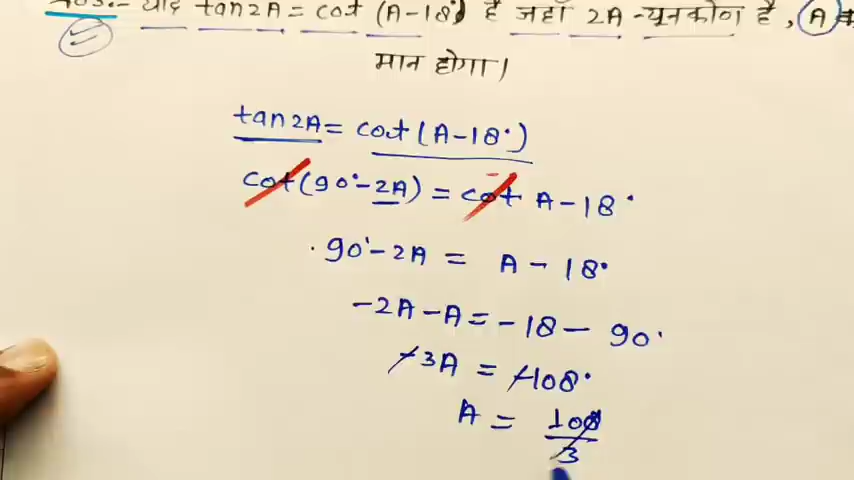 यदि tan2A = cot (A-18°) है जहाँ 2A - यूनकोण है, A
मान होगा।
tan2A = cot (A-18°)
cot (90°-2A) = cot A-18°
90°-2A = A-18°
-2A-A = -18-90°
-3A = -108°
A = 108/3